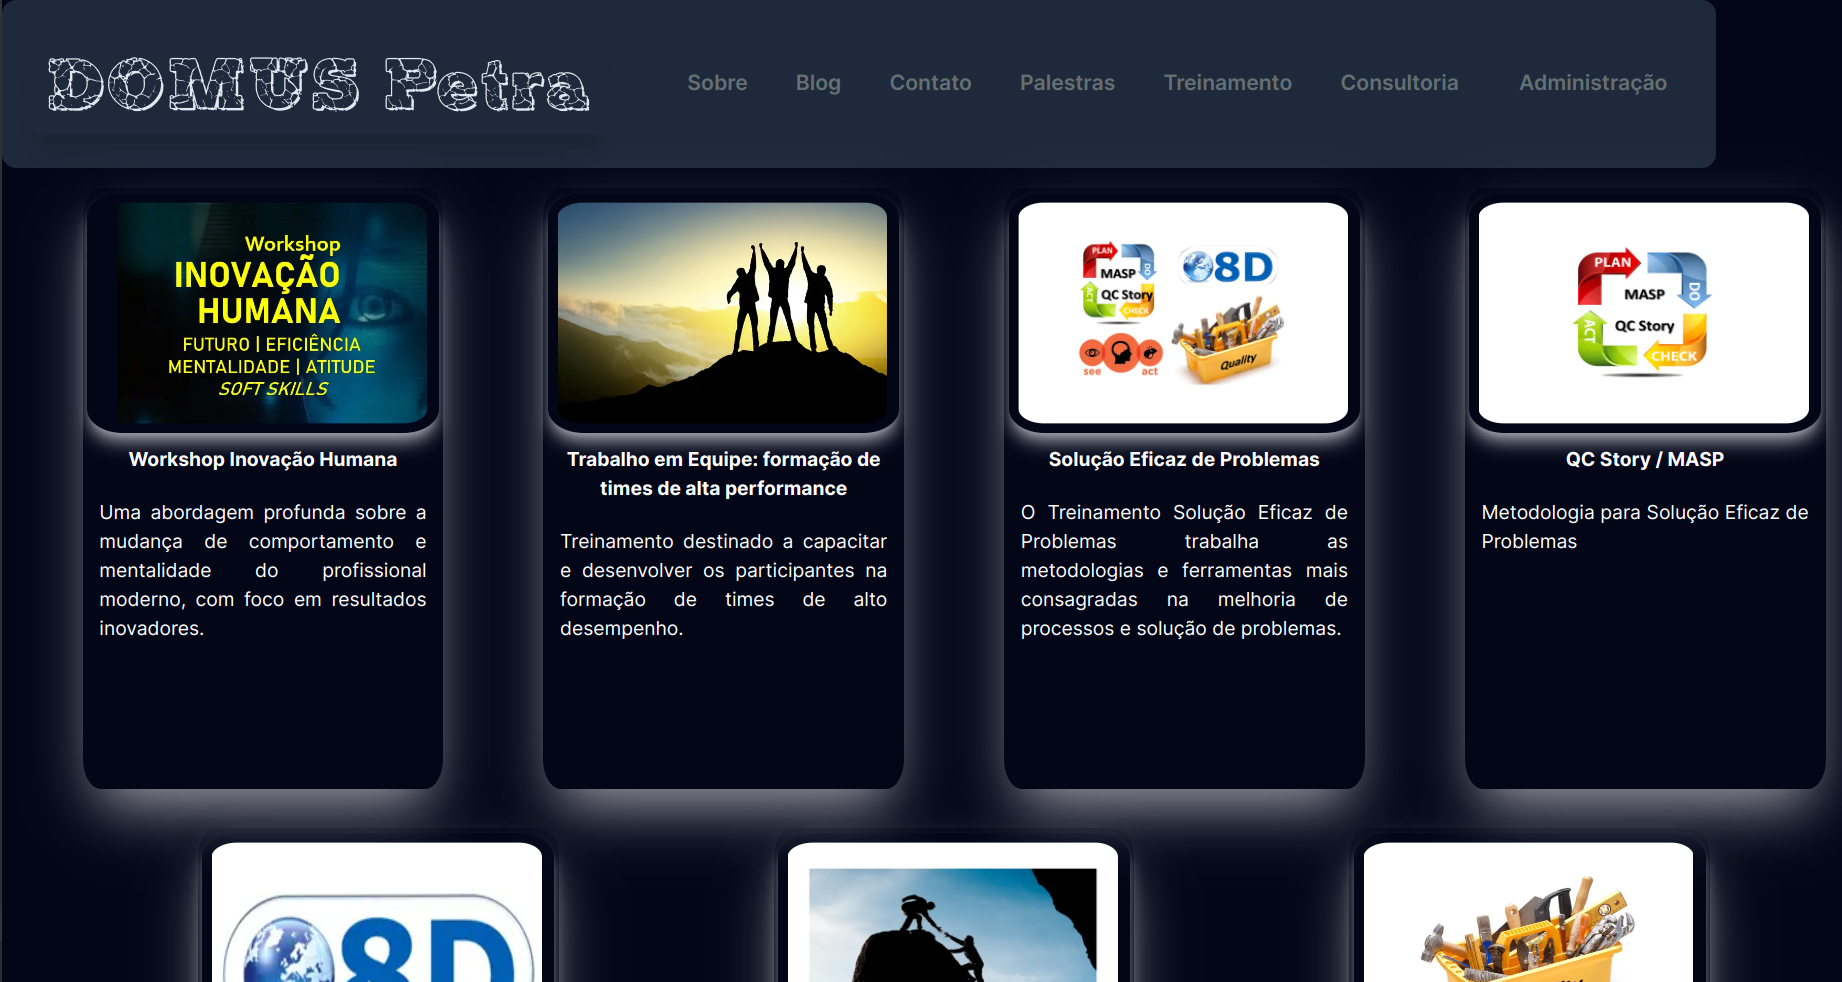 DOMUS Petra
Sobre
Blog
Contato
Palestras
Treinamento
Consultoria
Administração
Workshop
INOVAÇÃO
HUMANA
FUTURO | EFICIÊNCIA
MENTALIDADE | ATITUDE
SOFT SKILLS
Workshop Inovação Humana
Uma abordagem profunda sobre a
mudança de comportamento e
mentalidade do profissional
moderno, com foco em resultados
inovadores.
Trabalho em Equipe: formação de
times de alta performance
Treinamento destinado a capacitar
e desenvolver os participantes na
formação de times de alto
desempenho.
PLAN
MASP
DO
QC Story
ACT
CHECK
8D
see
act
Quality
Solução Eficaz de Problemas
O Treinamento Solução Eficaz de
Problemas trabalha as
metodologias e ferramentas mais
consagradas na melhoria de
processos e solução de problemas.
PLAN
MASP
DO
QC Story
ACT
CHECK
QC Story / MASP
Metodologia para Solução Eficaz de
Problemas
8D